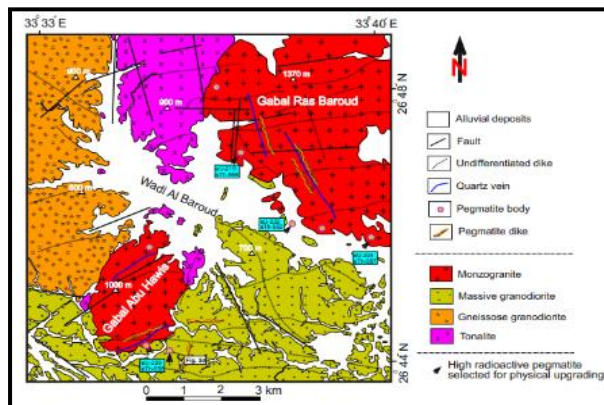 33° 33' E
33° 40' E
N
26° 48' N
26° 44' N
900 m
900 m
1370 m
Gabal Ras Baroud
Wadi Al Baroud
600 m
700 m
1000 m
Gabal Abu Hawis
0 1 2 3 km
Alluvial deposits
Fault
Undifferentiated dike
Quartz vein
Pegmatite body
Pegmatite dike
Monzogranite
Massive granodiorite
Gneissose granodiorite
Tonalite
High radioactive pegmatite
selected for physical upgrading